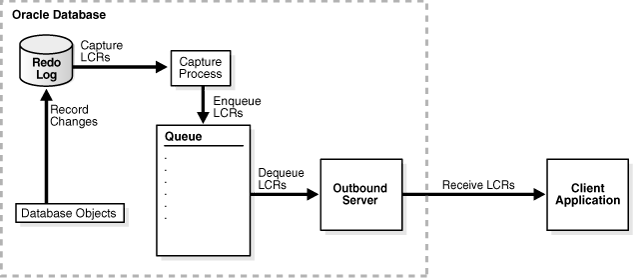 Oracle Database
Redo
Log
Capture
LCRs
Capture
Process
Record
Changes
Enqueue
LCRs
Queue
.
.
.
.
.
.
Dequeue
LCRs
Outbound
Server
Receive LCRs
Client
Application
Database Objects